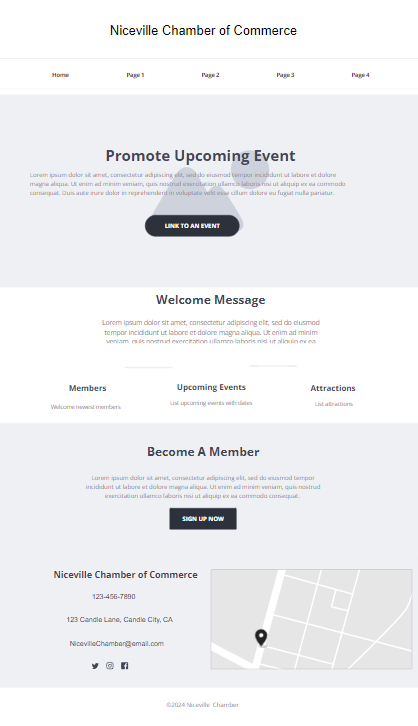 Niceville Chamber of Commerce
Home Page 1 Page 2 Page 3 Page 4
Promote Upcoming Event
Lorem ipsum dolor sit amet, consectetur adipiscing elit, sed do eiusmod tempor incididunt ut labore et dolore
magna aliqua. Ut enim ad minim veniam, quis nostrud exercitation ullamco laboris nisi ut aliquip ex ea commodo
consequat. Duis aute irure dolor in reprehenderit in voluptate velit esse cillum dolore eu fugiat nulla pariatur.
LINK TO AN EVENT
Welcome Message
Lorem ipsum dolor sit amet, consectetur adipiscing elit, sed do eiusmod
tempor incididunt ut labore et dolore magna aliqua. Ut enim ad minim
veniam, quis nostrud exercitation ullamco laboris nisi ut aliquip ex ea
Members Upcoming Events Attractions
Welcome newest members List upcoming events with dates List attractions
Become A Member
Lorem ipsum dolor sit amet, consectetur adipiscing elit, sed do eiusmod tempor
incididunt ut labore et dolore magna aliqua. Ut enim ad minim veniam, quis nostrud
exercitation ullamco laboris nisi ut aliquip ex ea commodo consequat.
SIGN UP NOW
Niceville Chamber of Commerce
123-456-7890
123 Candle Lane, Candle City, CA
NicevilleChamber@email.com
©2024 Niceville Chamber